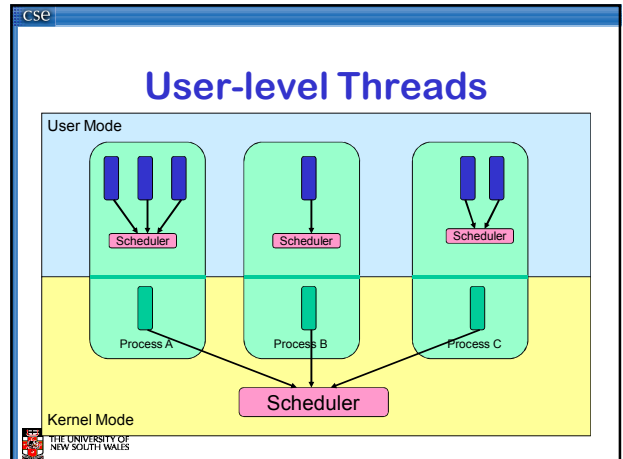 cse
User-level Threads
User Mode
Scheduler
Scheduler
Scheduler
Process A
Process B
Process C
Scheduler
Kernel Mode
THE UNIVERSITY OF
NEW SOUTH WALES